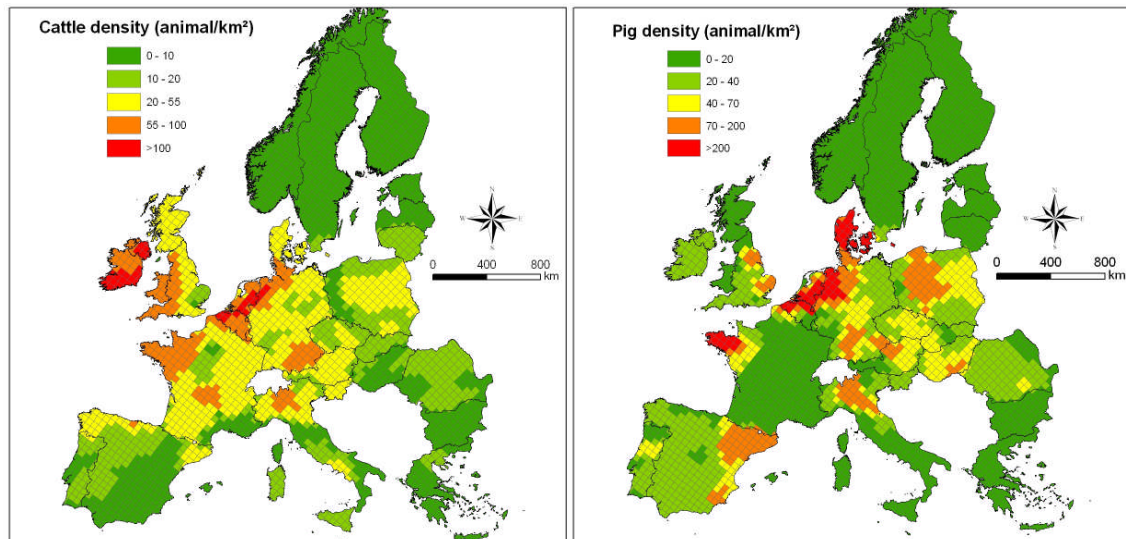 Cattle density (animal/km²)
0 - 10
10 - 20
20 - 55
55 - 100
>100
N
W
E
S
0 400 800
km
Pig density (animal/km²)
0 - 20
20 - 40
40 - 70
70 - 200
>200
N
W
E
S
0 400 800
km